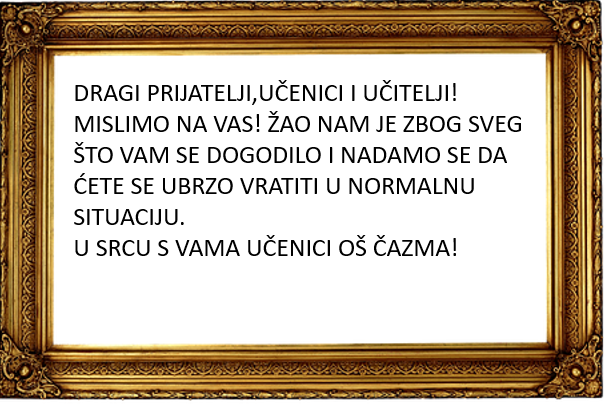 DRAGI PRIJATELJI,UČENICI I UČITELJI!
MISLIMO NA VAS! ŽAO NAM JE ZBOG SVEG
ŠTO VAM SE DOGODILO I NADAMO SE DA
ĆETE SE UBRZO VRATITI U NORMALNU
SITUACIJU.
U SRCU S VAMA UČENICI OŠ ČAZMA!